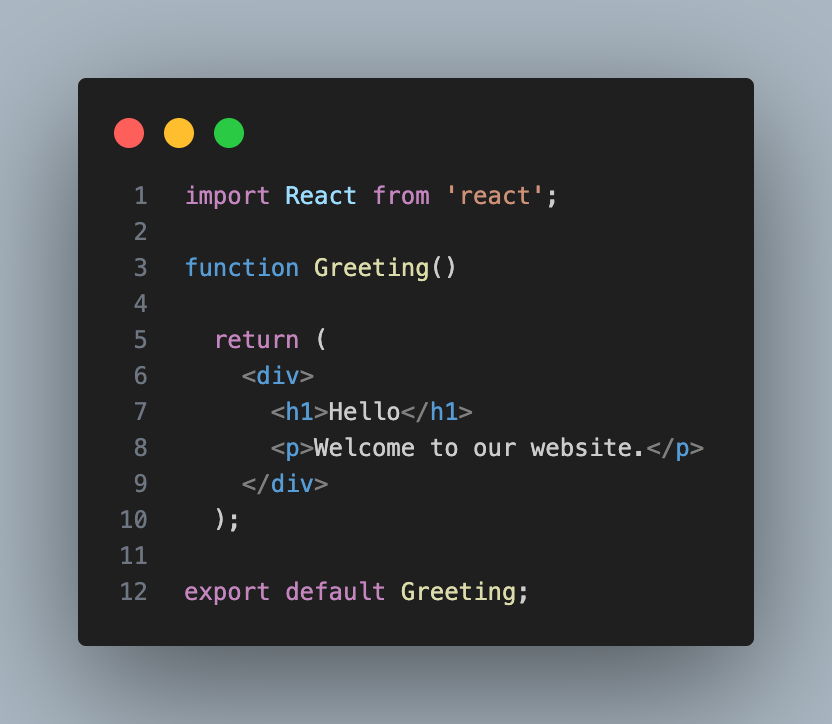 1 import React from 'react';
2
3 function Greeting()
4
5   return (
6     <div>
7       <h1>Hello</h1>
8       <p>Welcome to our website.</p>
9     </div>
10   );
11
12 export default Greeting;